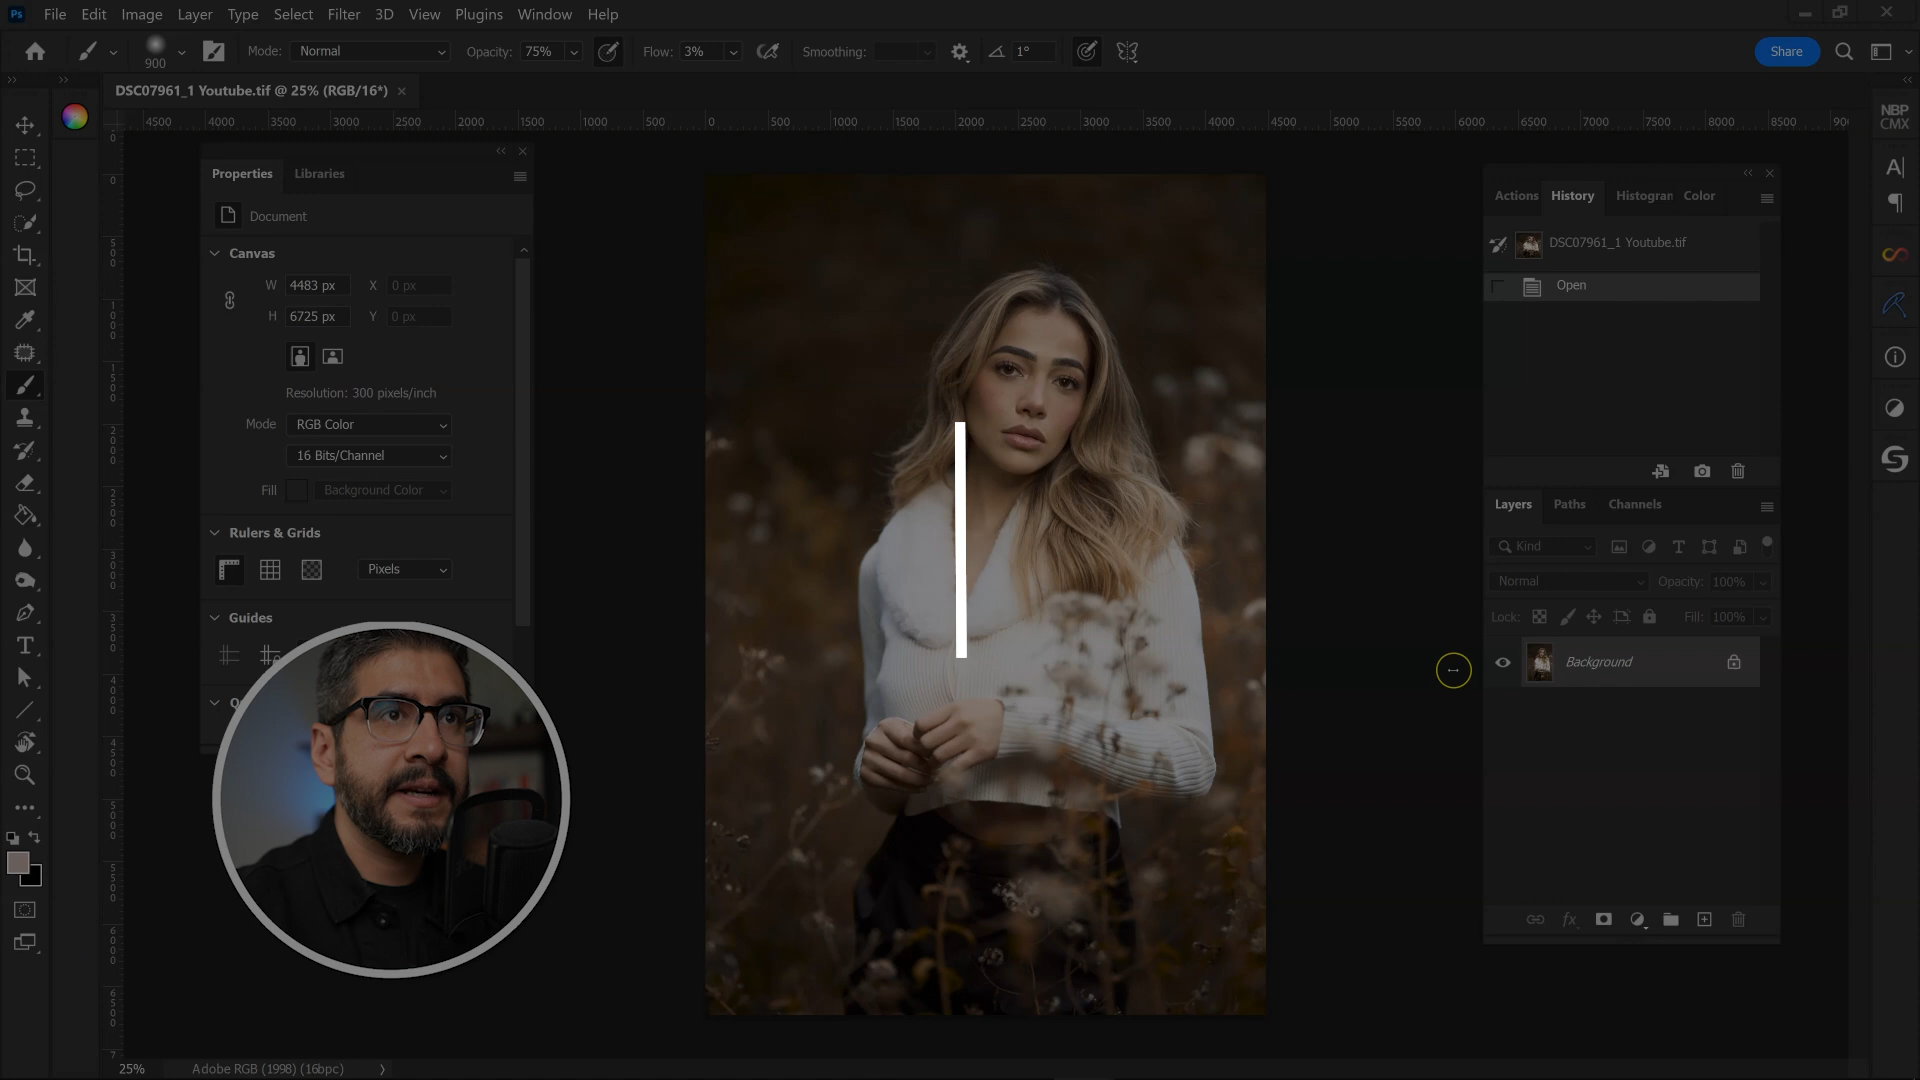 Ps File Edit Image Layer Type Select Filter 3D View Plugins Window Help
900 Mode: Normal Opacity: 75% Flow: 3% Smoothing: 1° Share
DSC07961_1 Youtube.tif @ 25% (RGB/16*)
4500 4000 3500 3000 2500 2000 1500 1000 500 0 500 1000 1500 2000 2500 3000 3500 4000 4500 5000 5500 6000 6500 7000 7500 8000 8500
NBP
CMX
Properties Libraries
Document
Canvas
W 4483 px X 0 px
H 6725 px Y 0 px
Resolution: 300 pixels/inch
Mode RGB Color
16 Bits/Channel
Fill Background Color
Rulers & Grids
Pixels
Guides
Actions History Histogran Color
DSC07961_1 Youtube.tif
Open
Layers Paths Channels
Kind
Normal Opacity: 100%
Lock: Fill: 100%
Background
25% Adobe RGB (1998) (16bpc)